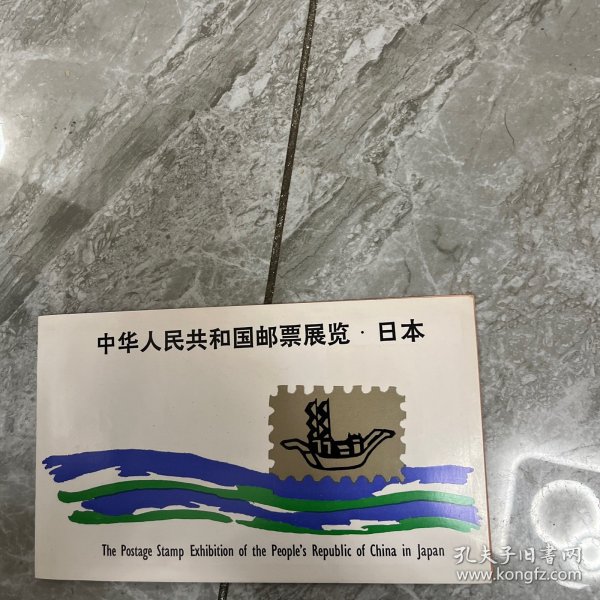 中华人民共和国邮票展览·日本
The Postage Stamp Exhibition of the People's Republic of China in Japan
孔夫子旧书网
www.kongfz.com